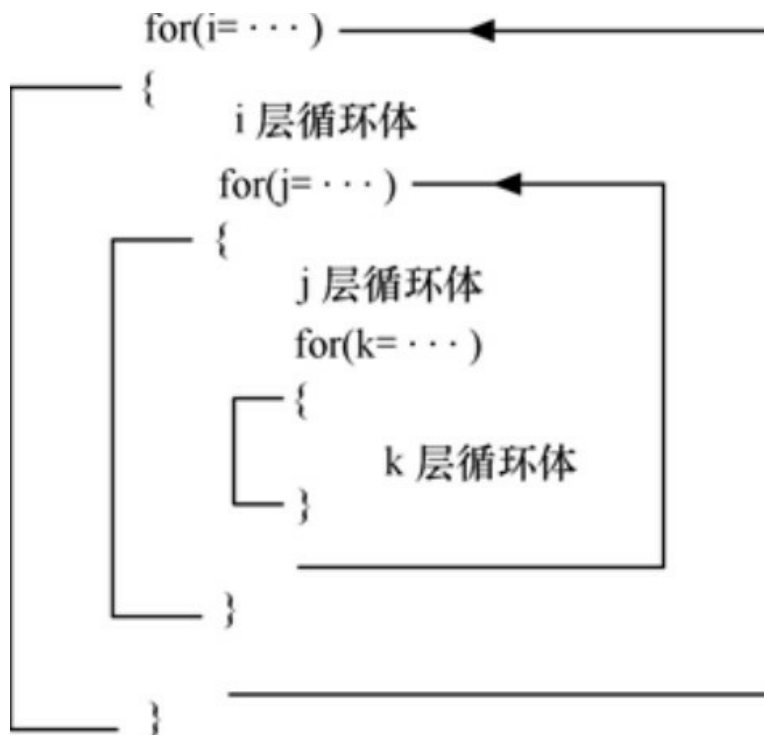 for(i= · · · )
{
i 层循环体
for(j= · · · )
{
j 层循环体
for(k= · · · )
{
k 层循环体
}
}
}